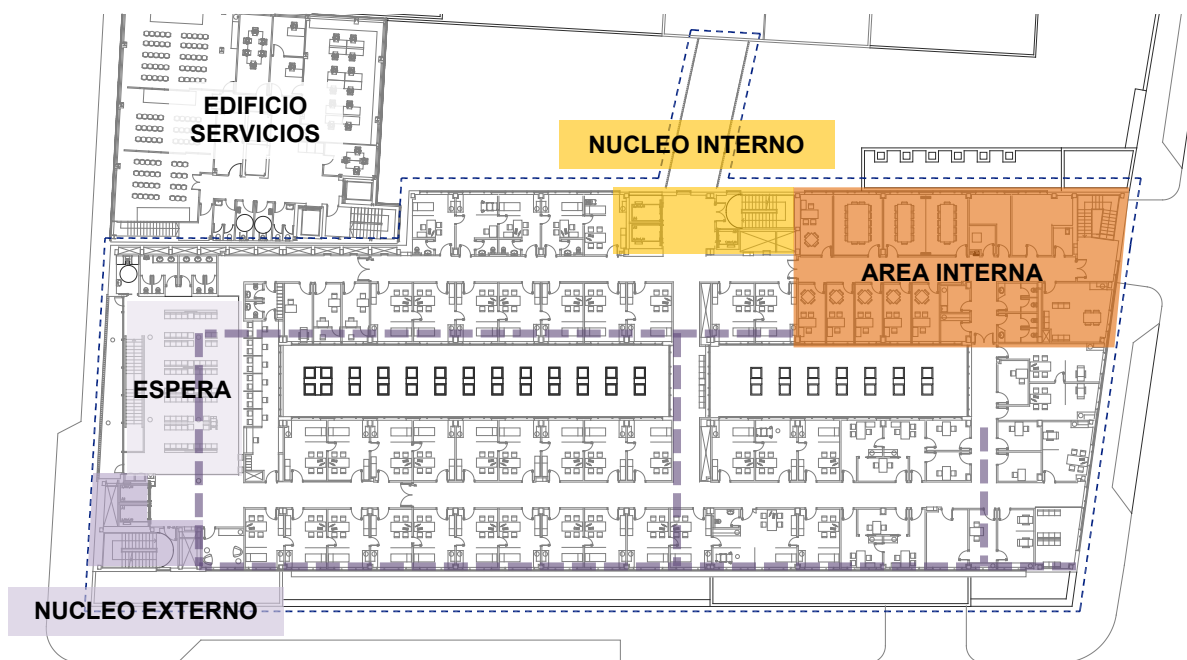 EDIFICIO
SERVICIOS
NUCLEO INTERNO
AREA INTERNA
ESPERA
NUCLEO EXTERNO